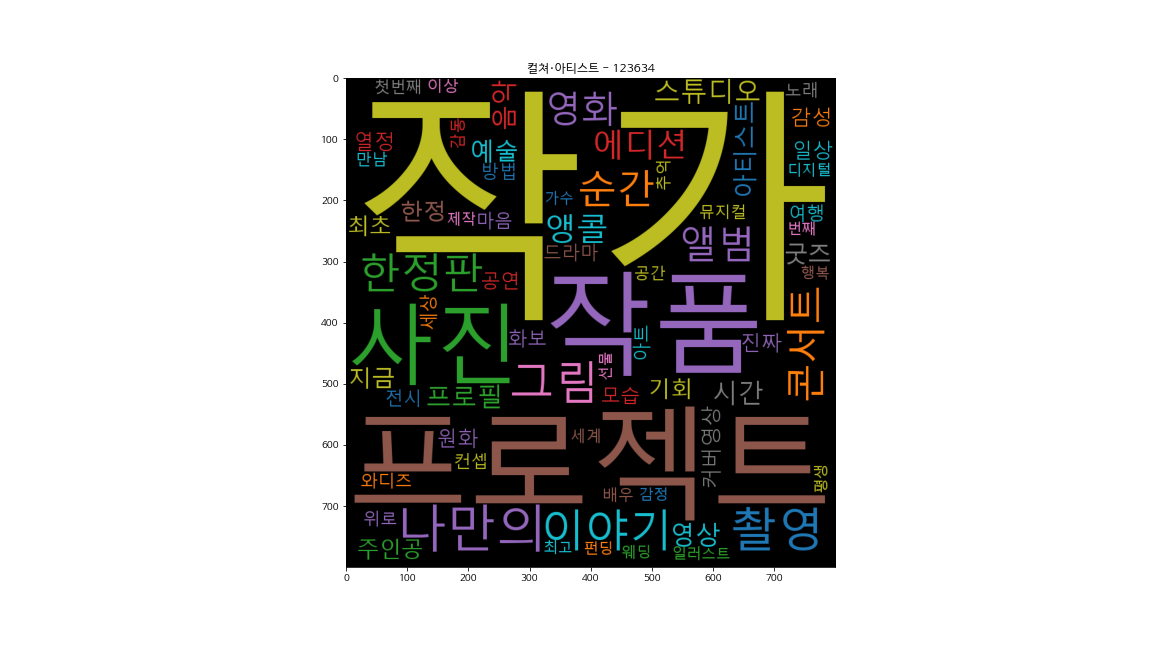 컬쳐·아티스트 - 123634
0
100
200
300
400
500
600
700
0 100 200 300 400 500 600 700
첫번째
이상
음악
영화
스튜디오
노래
작가
감성
열정
감동
예술
에디션
아티스트
일상
만남
방법
추억
디지털
순간
가수
한정
제작
마음
뮤지컬
여행
최초
앵콜
앨범
번째
드라마
굿즈
한정판
공연
공간
행복
작품
세상
콘서트
사진
화보
아트
진짜
지금
그림
선물
전시
프로필
모습
기회
시간
프로젝트
커버영상
원화
세계
컨셉
평생
와디즈
배우
감정
위로
나만의
이야기
영상
촬영
주인공
최고
펀딩
웨딩
일러스트